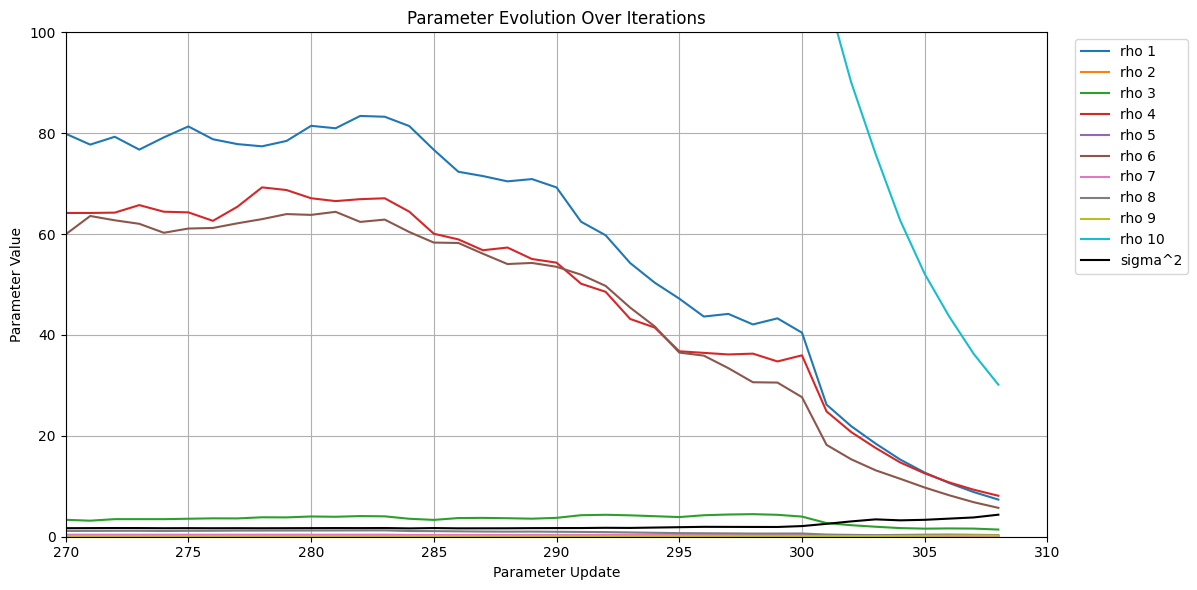 Parameter Evolution Over Iterations
100
80
60
40
20
0
Parameter Value
270
275
280
285
290
295
300
305
310
Parameter Update
rho 1
rho 2
rho 3
rho 4
rho 5
rho 6
rho 7
rho 8
rho 9
rho 10
sigma^2